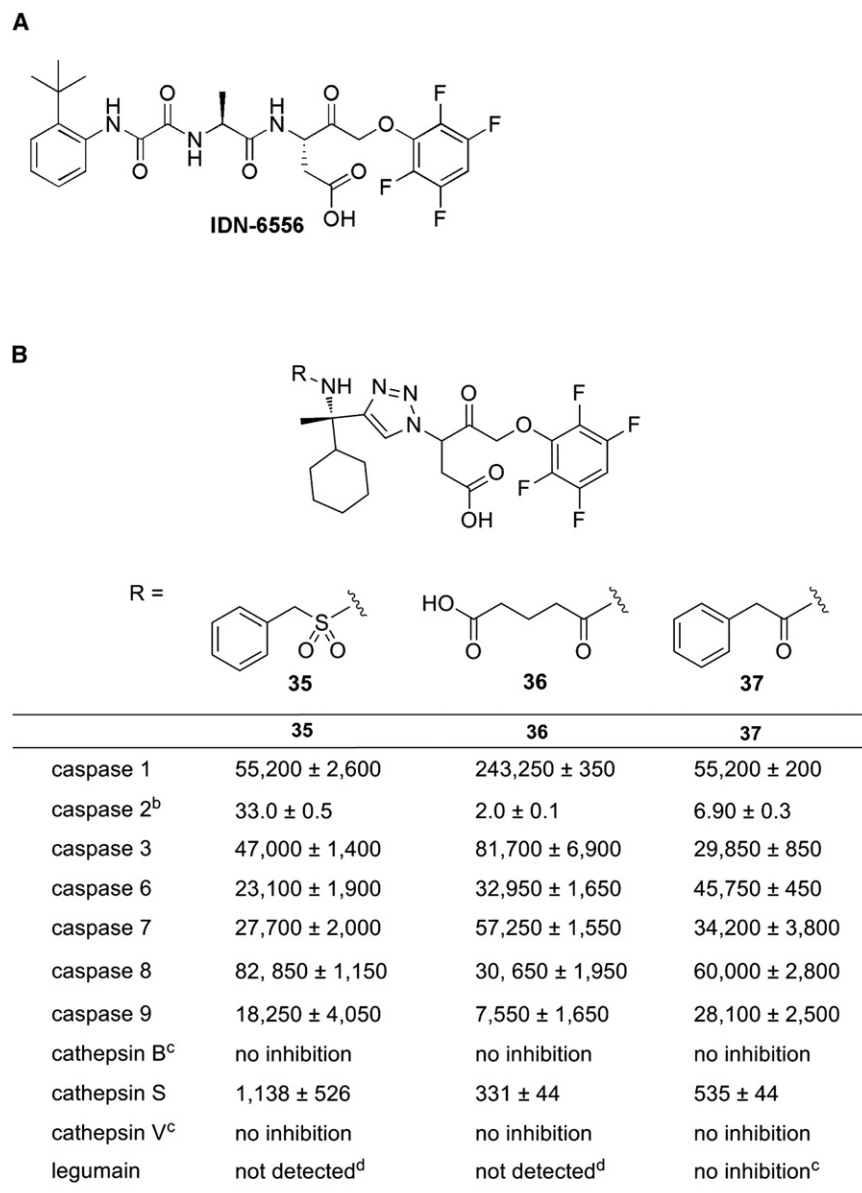 A
H
N
O
N
H
O
H
N
O
O
O
F
F
F
F
O
OH
IDN-6556
B
R
NH
N
N
N
O
O
F
F
F
F
O
OH
R =
S
O
O
HO
O
O
O
35 36 37
35 36 37
caspase 1 55,200 ± 2,600 243,250 ± 350 55,200 ± 200
caspase 2b 33.0 ± 0.5 2.0 ± 0.1 6.90 ± 0.3
caspase 3 47,000 ± 1,400 81,700 ± 6,900 29,850 ± 850
caspase 6 23,100 ± 1,900 32,950 ± 1,650 45,750 ± 450
caspase 7 27,700 ± 2,000 57,250 ± 1,550 34,200 ± 3,800
caspase 8 82, 850 ± 1,150 30, 650 ± 1,950 60,000 ± 2,800
caspase 9 18,250 ± 4,050 7,550 ± 1,650 28,100 ± 2,500
cathepsin Bc no inhibition no inhibition no inhibition
cathepsin S 1,138 ± 526 331 ± 44 535 ± 44
cathepsin Vc no inhibition no inhibition no inhibition
legumain not detectedd not detectedd no inhibitionc